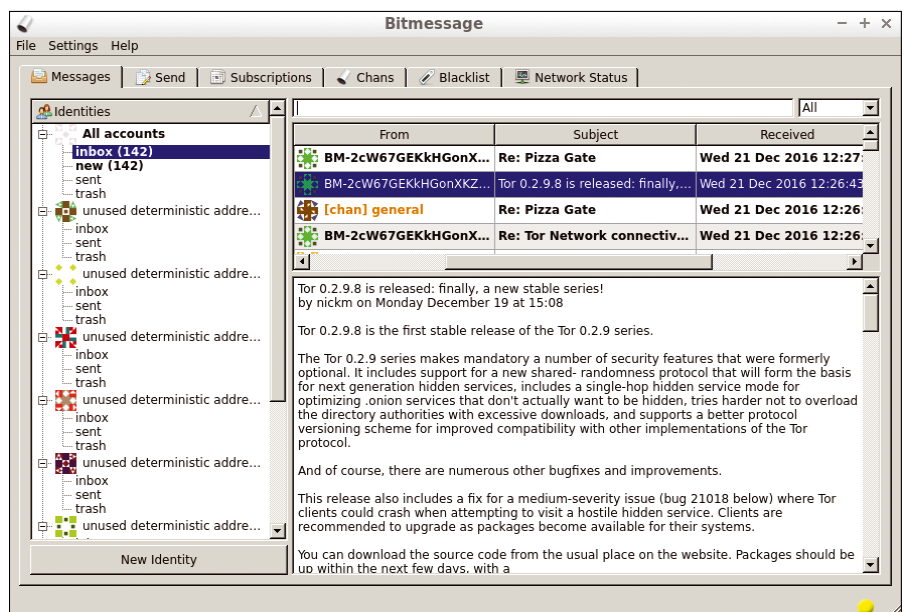 Bitmessage
File Settings Help
Messages Send Subscriptions Chans Blacklist Network Status
Identities
All accounts
inbox (142)
new (142)
sent
trash
unused deterministic addre...
inbox
sent
trash
unused deterministic addre...
inbox
sent
trash
unused deterministic addre...
inbox
sent
trash
unused deterministic addre...
inbox
sent
trash
unused deterministic addre...
inbox
sent
trash
unused deterministic addre...
New Identity
All
From Subject Received
BM-2cW67GEKkHGonX... Re: Pizza Gate Wed 21 Dec 2016 12:27:
BM-2cW67GEKkHGonXKZ... Tor 0.2.9.8 is released: finally,... Wed 21 Dec 2016 12:26:43
[chan] general Re: Pizza Gate Wed 21 Dec 2016 12:26:
BM-2cW67GEKkHGonX... Re: Tor Network connectiv... Wed 21 Dec 2016 12:26:
Tor 0.2.9.8 is released: finally, a new stable series!
by nickm on Monday December 19 at 15:08
Tor 0.2.9.8 is the first stable release of the Tor 0.2.9 series.
The Tor 0.2.9 series makes mandatory a number of security features that were formerly
optional. It includes support for a new shared- randomness protocol that will form the basis
for next generation hidden services, includes a single-hop hidden service mode for
optimizing .onion services that don't actually want to be hidden, tries harder not to overload
the directory authorities with excessive downloads, and supports a better protocol
versioning scheme for improved compatibility with other implementations of the Tor
protocol.
And of course, there are numerous other bugfixes and improvements.
This release also includes a fix for a medium-severity issue (bug 21018 below) where Tor
clients could crash when attempting to visit a hostile hidden service. Clients are
recommended to upgrade as packages become available for their systems.
You can download the source code from the usual place on the website. Packages should be
up within the next few days, with a